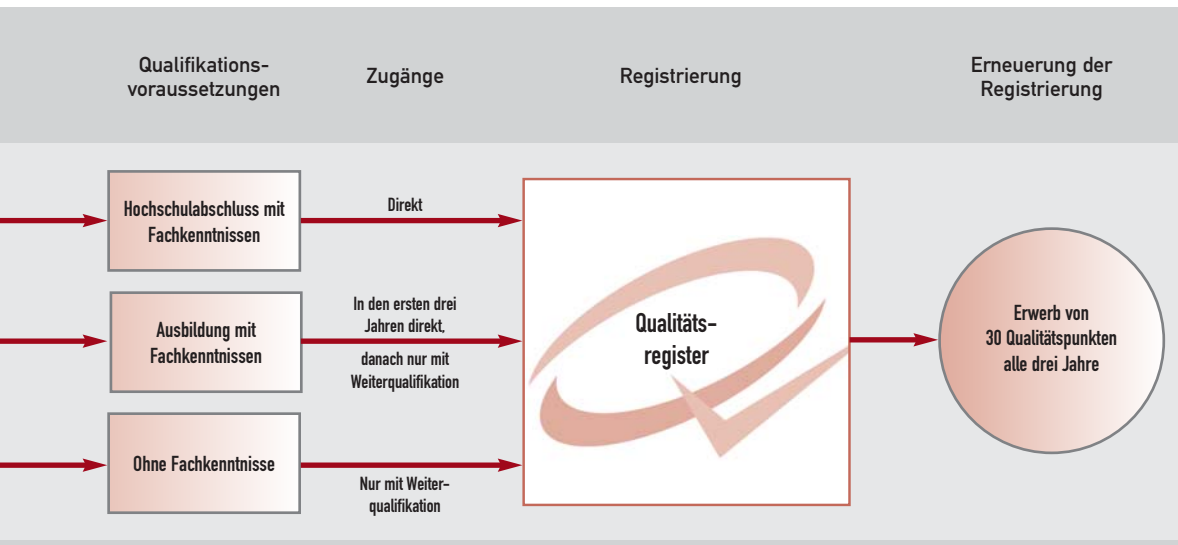 Qualifikations-
voraussetzungen
Zugänge
Registrierung
Erneuerung der
Registrierung
Hochschulabschluss mit
Fachkenntnissen
Direkt
Ausbildung mit
Fachkenntnissen
In den ersten drei
Jahren direkt,
danach nur mit
Weiterqualifikation
Ohne Fachkenntnisse
Nur mit Weiter-
qualifikation
Qualitäts-
register
Erwerb von
30 Qualitätspunkten
alle drei Jahre